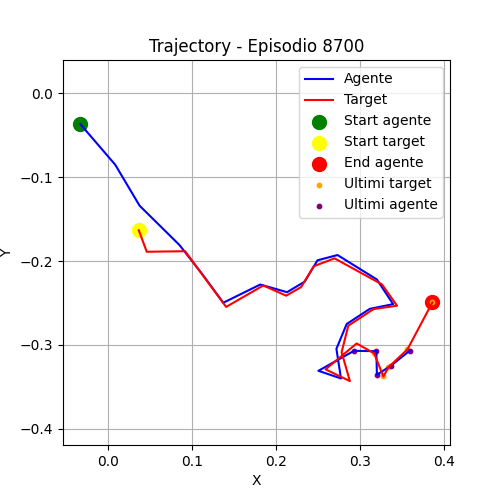 Trajectory - Episodio 8700
Agente
Target
Start agente
Start target
End agente
Ultimi target
Ultimi agente
0.0
−0.1
−0.2
−0.3
−0.4
Y
0.0
0.1
0.2
0.3
0.4
X